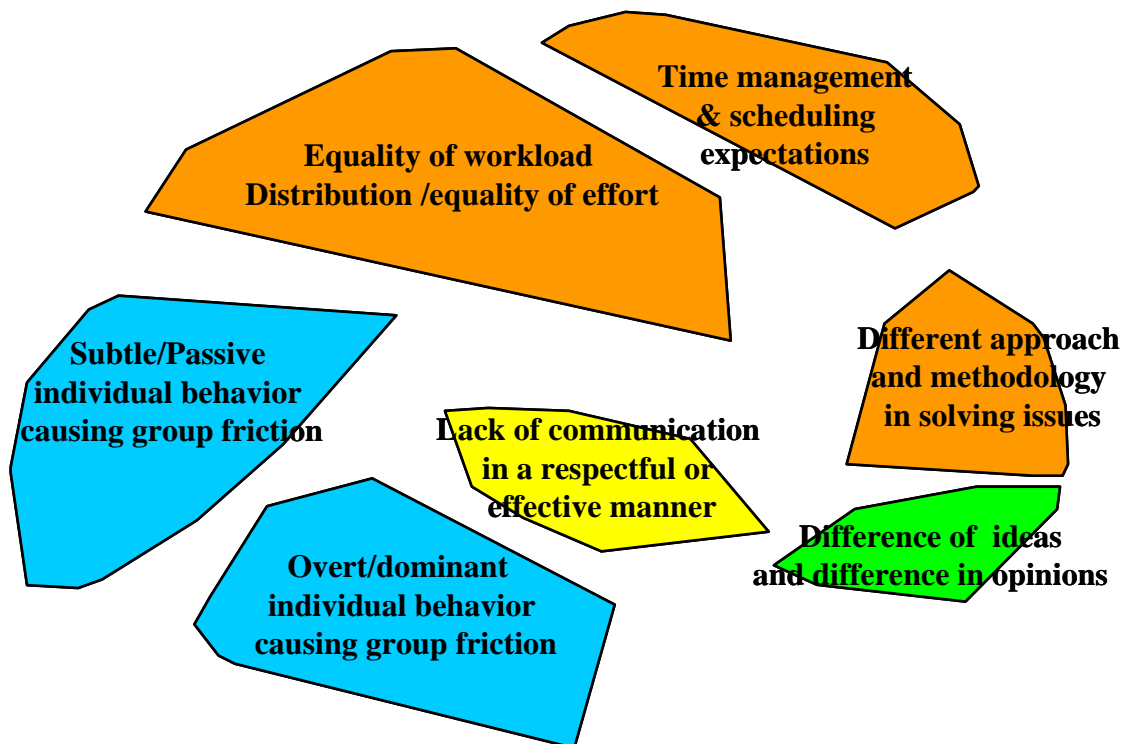 Time management
& scheduling
expectations
Equality of workload
Distribution /equality of effort
Subtle/Passive
individual behavior
causing group friction
Different approach
and methodology
in solving issues
Lack of communication
in a respectful or
effective manner
Difference of  ideas
and difference in opinions
Overt/dominant
individual behavior
causing group friction